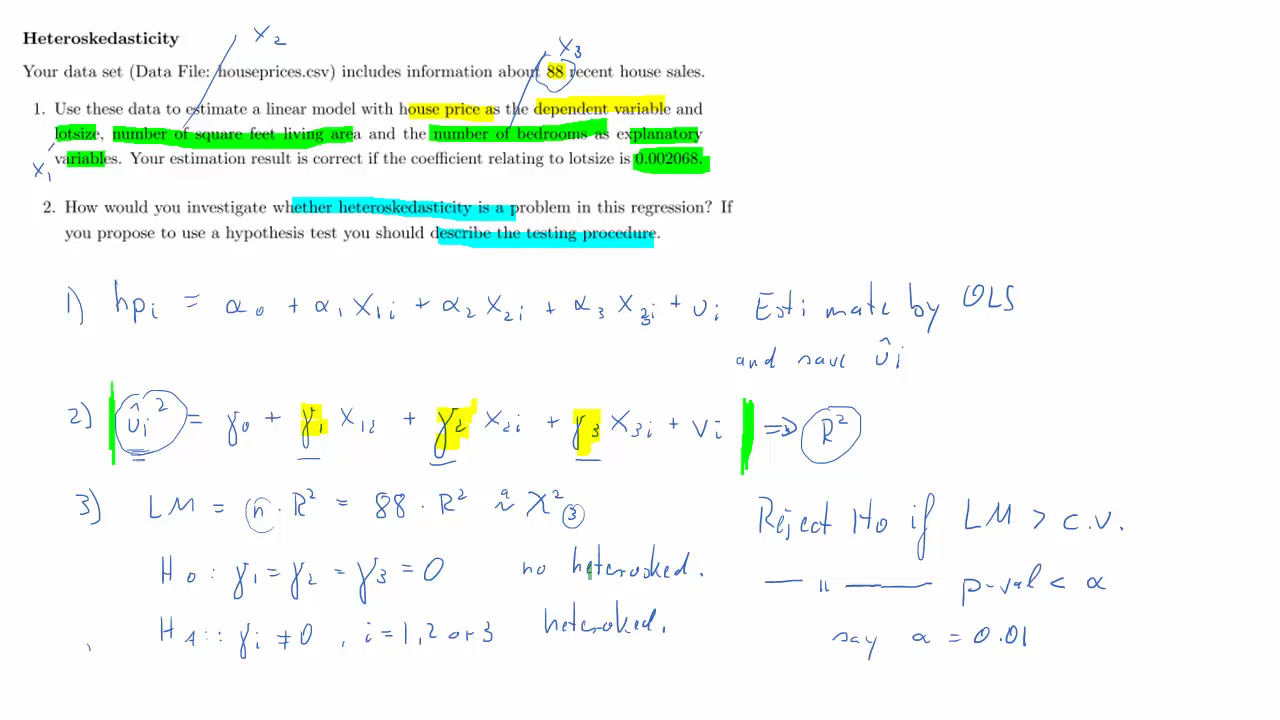 Heteroskedasticity
X2
X3
Your data set (Data File: houseprices.csv) includes information about 88 recent house sales.
1. Use these data to estimate a linear model with house price as the dependent variable and
lotsize, number of square feet living area and the number of bedrooms as explanatory
variables. Your estimation result is correct if the coefficient relating to lotsize is 0.002068.
X1
2. How would you investigate whether heteroskedasticity is a problem in this regression? If
you propose to use a hypothesis test you should describe the testing procedure.
1) hpi = α0 + α1 X1i + α2 X2i + α3 X3i + υi Estimate by OLS
and save υ̂i
2) υ̂i² = γ0 + γ1 X1i + γ2 X2i + γ3 X3i + vi ⇒ R²
3) LM = n · R² = 88 · R² ~a χ²(3) Reject H0 if LM > c.v.
H0 : γ1 = γ2 = γ3 = 0 no heterosked. — " — p-val < α
HA : γi ≠ 0 , i = 1, 2 or 3 heteroked. say α = 0.01